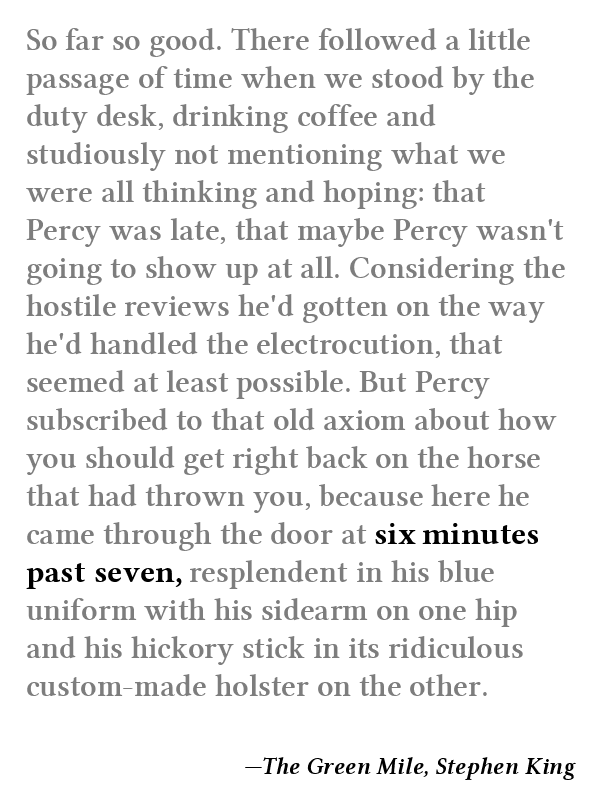 So far so good. There followed a little
passage of time when we stood by the
duty desk, drinking coffee and
studiously not mentioning what we
were all thinking and hoping: that
Percy was late, that maybe Percy wasn't
going to show up at all. Considering the
hostile reviews he'd gotten on the way
he'd handled the electrocution, that
seemed at least possible. But Percy
subscribed to that old axiom about how
you should get right back on the horse
that had thrown you, because here he
came through the door at six minutes
past seven, resplendent in his blue
uniform with his sidearm on one hip
and his hickory stick in its ridiculous
custom-made holster on the other.
—The Green Mile, Stephen King